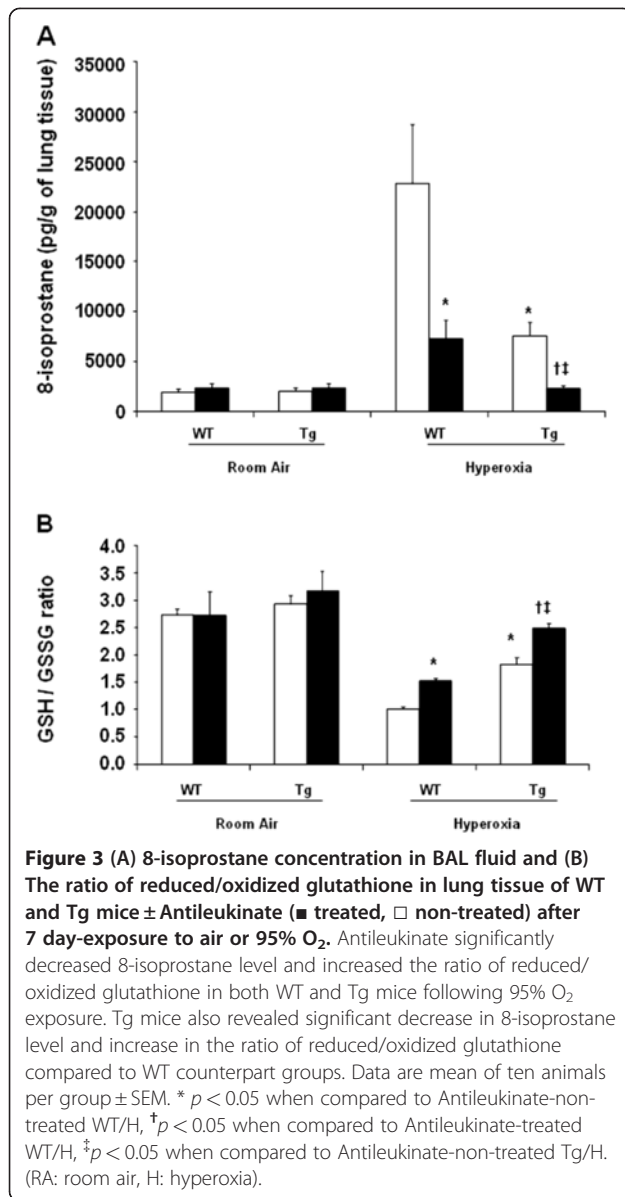 A
35000
30000
25000
20000
15000
10000
5000
0
8-isoprostane (pg/g of lung tissue)
*
*
†‡
WT Tg WT Tg
Room Air Hyperoxia
B
4.0
3.5
3.0
2.5
2.0
1.5
1.0
0.5
0.0
GSH / GSSG ratio
*
*
†‡
WT Tg WT Tg
Room Air Hyperoxia
Figure 3 (A) 8-isoprostane concentration in BAL fluid and (B)
The ratio of reduced/oxidized glutathione in lung tissue of WT
and Tg mice ± Antileukinate (■ treated, □ non-treated) after
7 day-exposure to air or 95% O₂. Antileukinate significantly
decreased 8-isoprostane level and increased the ratio of reduced/
oxidized glutathione in both WT and Tg mice following 95% O₂
exposure. Tg mice also revealed significant decrease in 8-isoprostane
level and increase in the ratio of reduced/oxidized glutathione
compared to WT counterpart groups. Data are mean of ten animals
per group ± SEM. * p < 0.05 when compared to Antileukinate-non-
treated WT/H, †p < 0.05 when compared to Antileukinate-treated
WT/H, ‡p < 0.05 when compared to Antileukinate-non-treated Tg/H.
(RA: room air, H: hyperoxia).